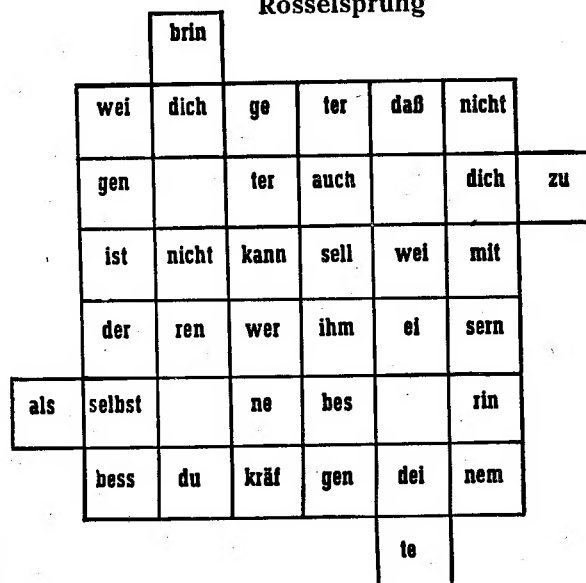 Rösselsprung
brin
wei dich ge ter daß nicht
gen ter auch dich zu
ist nicht kann sell wei mit
der ren wer ihm ei sern
als selbst ne bes rin
bess du kräf gen dei nem
te